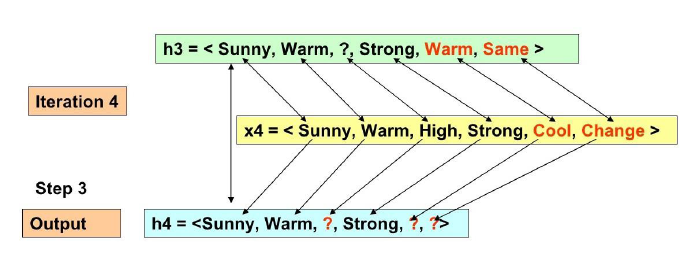 h3 = < Sunny, Warm, ?, Strong, Warm, Same >
Iteration 4
x4 = < Sunny, Warm, High, Strong, Cool, Change >
Step 3
Output
h4 = <Sunny, Warm, ?, Strong, ?, ?>